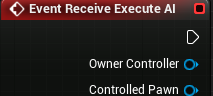 Event Receive Execute AI
Owner Controller
Controlled Pawn